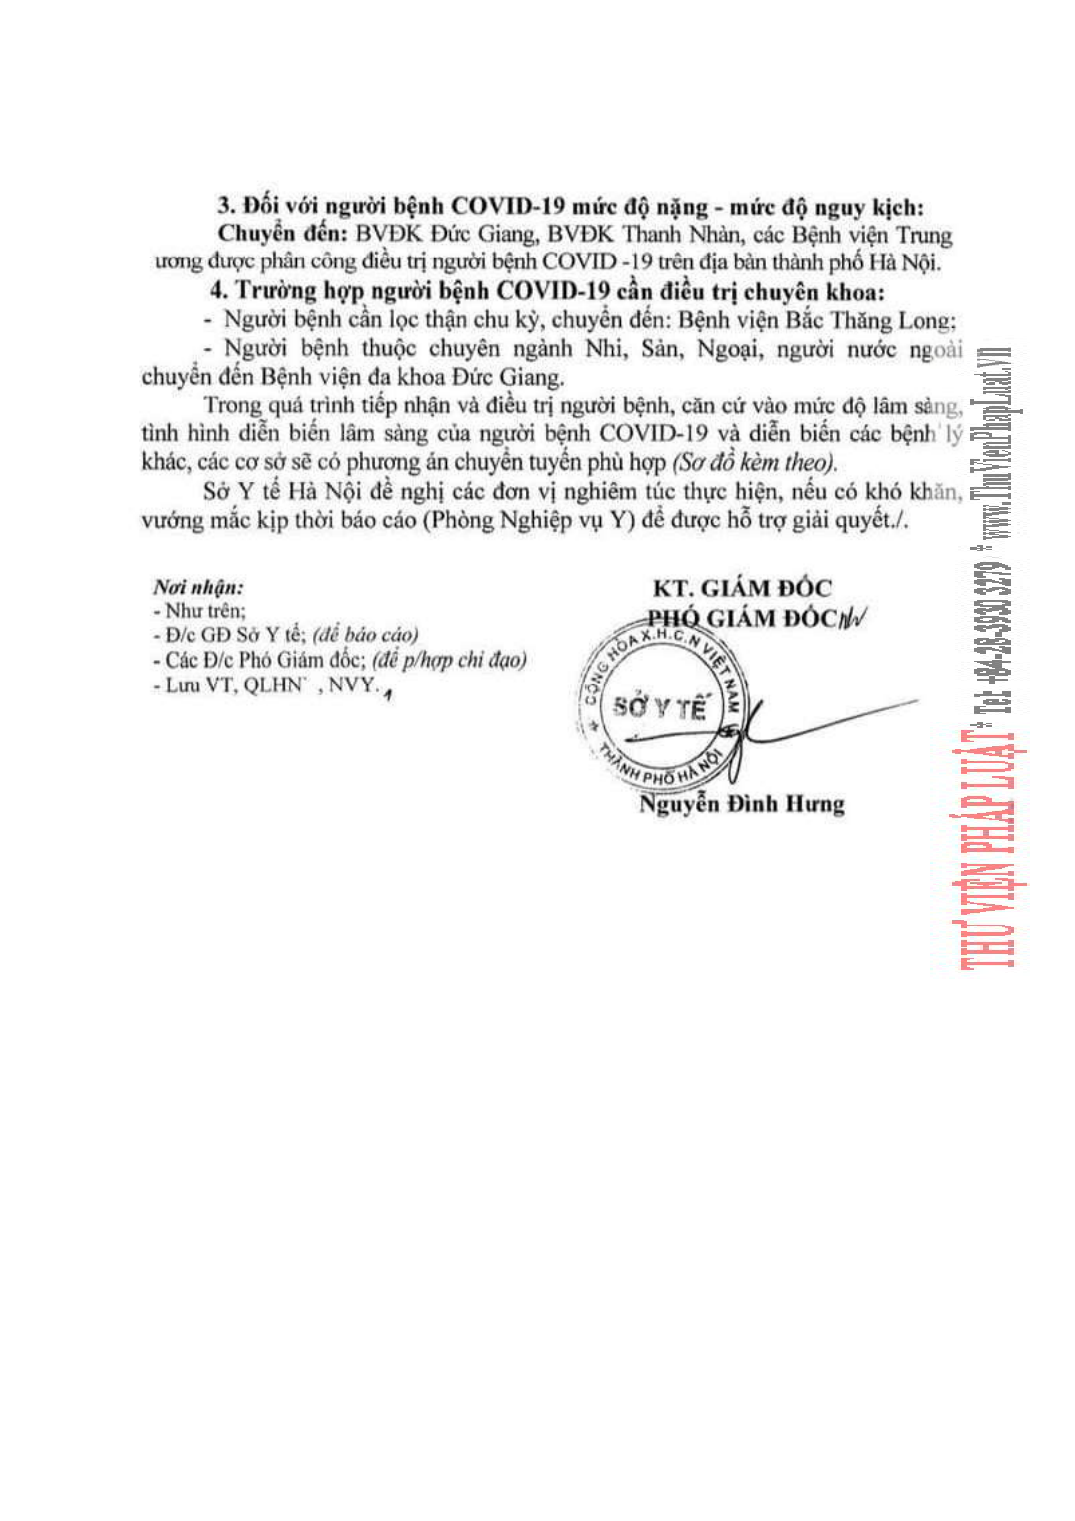 3. Đối với người bệnh COVID-19 mức độ nặng - mức độ nguy kịch:
Chuyển đến: BVĐK Đức Giang, BVĐK Thanh Nhàn, các Bệnh viện Trung
ương được phân công điều trị người bệnh COVID -19 trên địa bàn thành phố Hà Nội.
4. Trường hợp người bệnh COVID-19 cần điều trị chuyên khoa:
- Người bệnh cần lọc thận chu kỳ, chuyển đến: Bệnh viện Bắc Thăng Long;
- Người bệnh thuộc chuyên ngành Nhi, Sản, Ngoại, người nước ngoài
chuyển đến Bệnh viện đa khoa Đức Giang.
Trong quá trình tiếp nhận và điều trị người bệnh, căn cứ vào mức độ lâm sàng,
tình hình diễn biến lâm sàng của người bệnh COVID-19 và diễn biến các bệnh lý
khác, các cơ sở sẽ có phương án chuyển tuyến phù hợp (Sơ đồ kèm theo).
Sở Y tế Hà Nội đề nghị các đơn vị nghiêm túc thực hiện, nếu có khó khăn,
vướng mắc kịp thời báo cáo (Phòng Nghiệp vụ Y) để được hỗ trợ giải quyết./.
Nơi nhận:
- Như trên;
- Đ/c GĐ Sở Y tế; (để báo cáo)
- Các Đ/c Phó Giám đốc; (để p/hợp chỉ đạo)
- Lưu VT, QLHN , NVY.
KT. GIÁM ĐỐC
PHÓ GIÁM ĐỐC
CỘNG HÒA X.H.C.N VIỆT NAM
SỞ Y TẾ
THÀNH PHỐ HÀ NỘI
Nguyễn Đình Hưng
THƯ VIỆN PHÁP LUẬT * Tel: +84-28-3930 3279 * www.ThuVienPhapLuat.vn